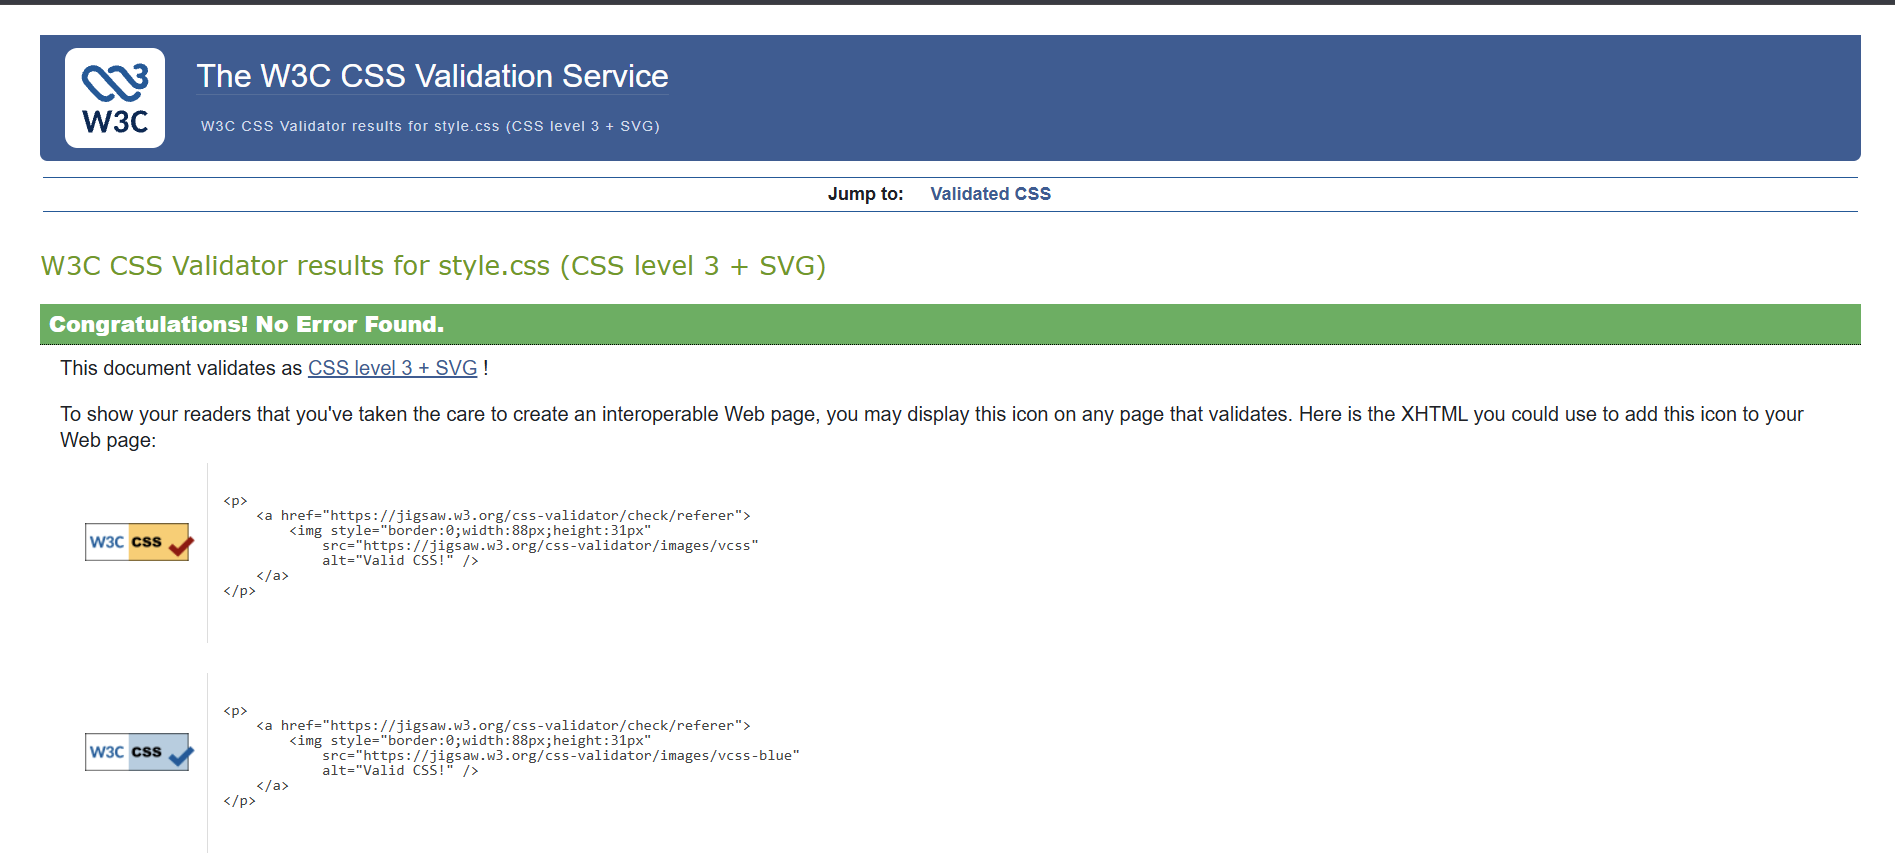 W3C
The W3C CSS Validation Service
W3C CSS Validator results for style.css (CSS level 3 + SVG)
Jump to: Validated CSS
W3C CSS Validator results for style.css (CSS level 3 + SVG)
Congratulations! No Error Found.
This document validates as CSS level 3 + SVG !
To show your readers that you've taken the care to create an interoperable Web page, you may display this icon on any page that validates. Here is the XHTML you could use to add this icon to your
Web page:
W3C css
<p>
    <a href="https://jigsaw.w3.org/css-validator/check/referer">
        <img style="border:0;width:88px;height:31px"
            src="https://jigsaw.w3.org/css-validator/images/vcss"
            alt="Valid CSS!" />
    </a>
</p>
W3C css
<p>
    <a href="https://jigsaw.w3.org/css-validator/check/referer">
        <img style="border:0;width:88px;height:31px"
            src="https://jigsaw.w3.org/css-validator/images/vcss-blue"
            alt="Valid CSS!" />
    </a>
</p>